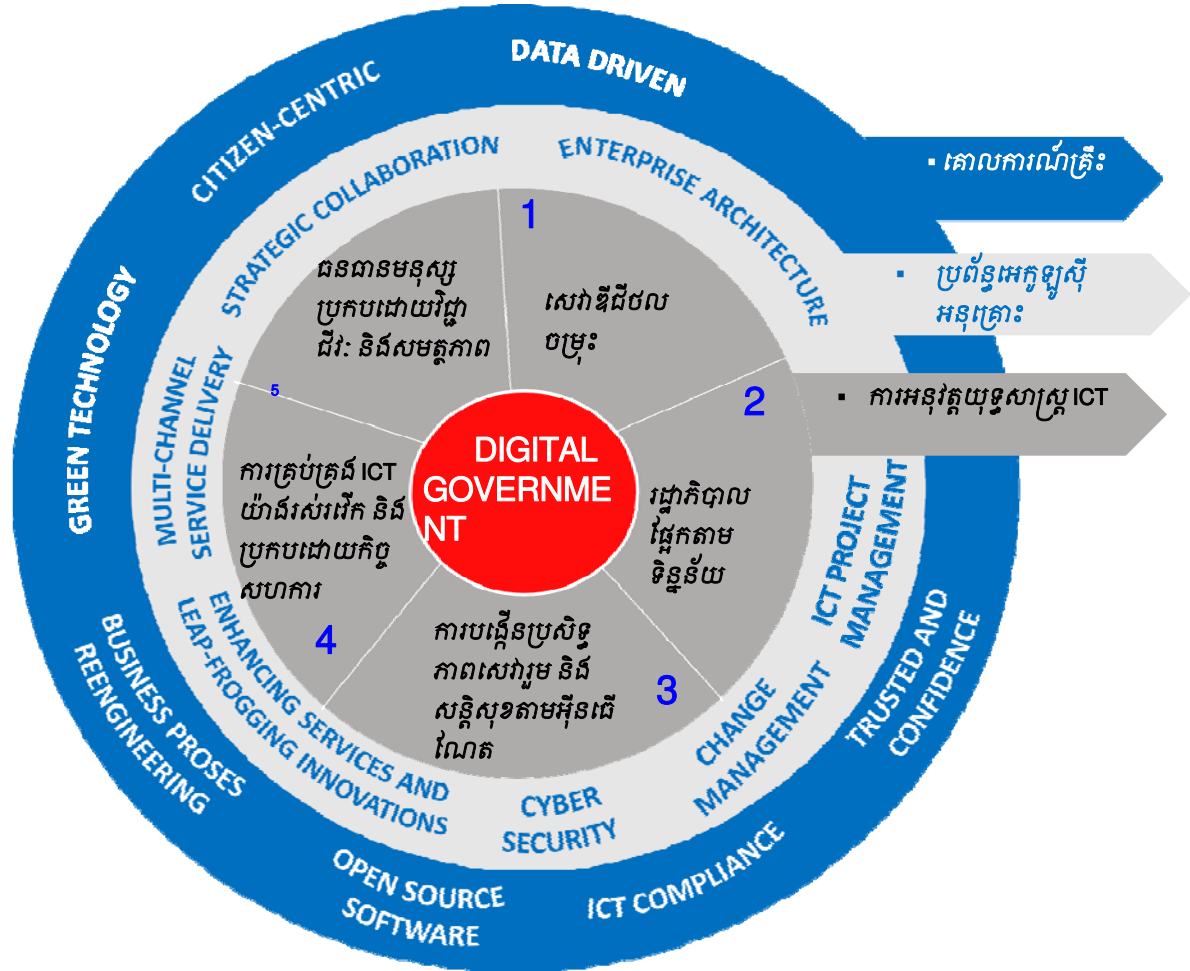 DATA DRIVEN
CITIZEN-CENTRIC
GREEN TECHNOLOGY
BUSINESS PROSES
REENGINEERING
OPEN SOURCE
SOFTWARE
ICT COMPLIANCE
TRUSTED AND
CONFIDENCE
▪ គោលការណ៍គ្រឹះ
STRATEGIC COLLABORATION
ENTERPRISE ARCHITECTURE
MULTI-CHANNEL
SERVICE DELIVERY
ENHANCING SERVICES AND
LEAP-FROGGING INNOVATIONS
CYBER
SECURITY
CHANGE
MANAGEMENT
ICT PROJECT
MANAGEMENT
▪ ប្រព័ន្ធអេកូឡូស៊ី
អនុគ្រោះ
▪ ការអនុវត្តយុទ្ធសាស្ត្រ ICT
1
សេវាឌីជីថល
ចម្រុះ
2
រដ្ឋាភិបាល
ផ្អែកតាម
ទិន្នន័យ
3
ការបង្កើនប្រសិទ្ធ
ភាពសេវារួម និង
សន្តិសុខតាមអ៊ីនធើ
ណែត
4
ការគ្រប់គ្រង ICT
យ៉ាងរស់រវើក និង
ប្រកបដោយកិច្ច
សហការ
5
ធនធានមនុស្ស
ប្រកបដោយវិជ្ជា
ជីវៈ និងសមត្ថភាព
DIGITAL
GOVERNME
NT